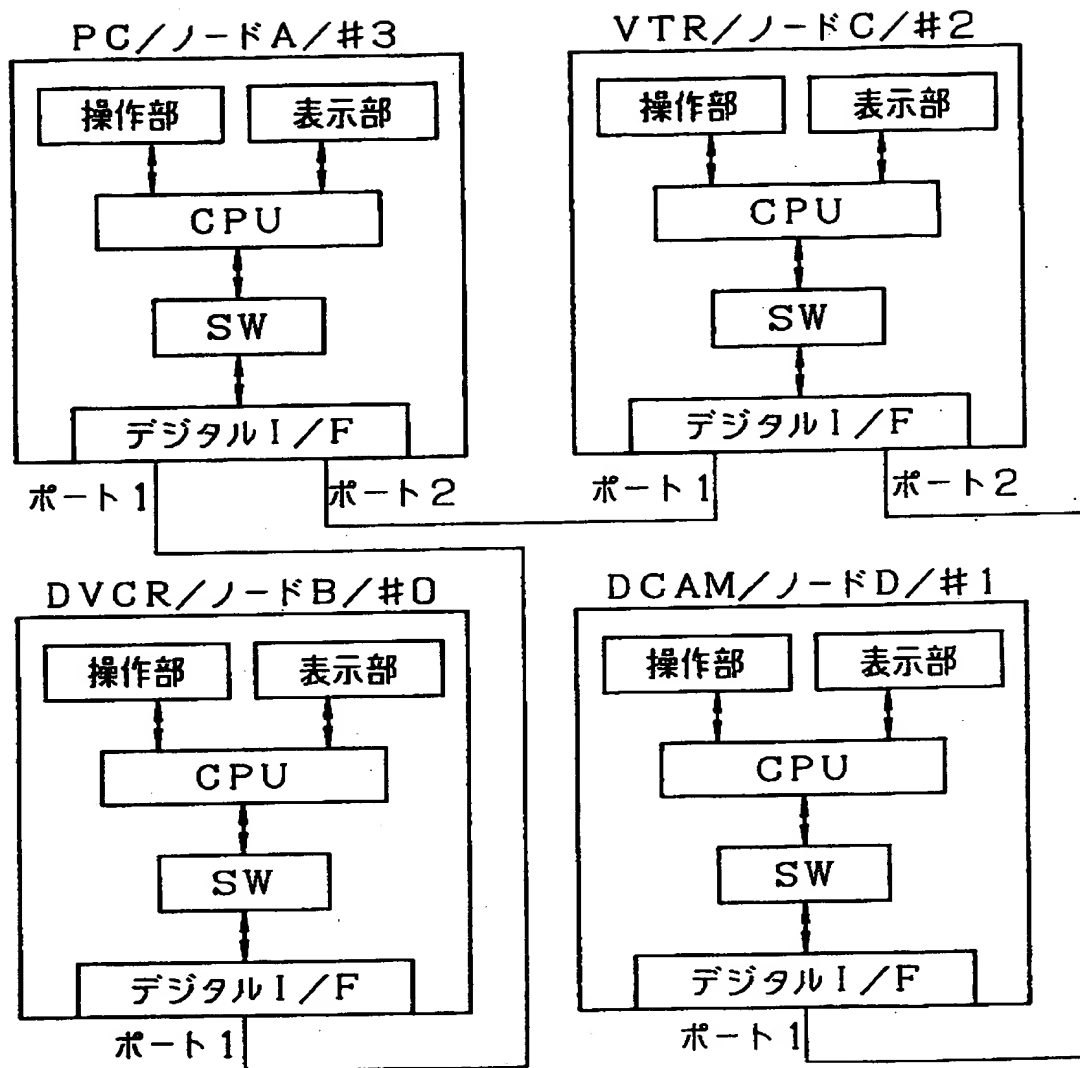 PC/ノードA/#3
操作部
表示部
CPU
SW
デジタルI/F
ポート1
ポート2
VTR/ノードC/#2
操作部
表示部
CPU
SW
デジタルI/F
ポート1
ポート2
DVCR/ノードB/#0
操作部
表示部
CPU
SW
デジタルI/F
ポート1
DCAM/ノードD/#1
操作部
表示部
CPU
SW
デジタルI/F
ポート1